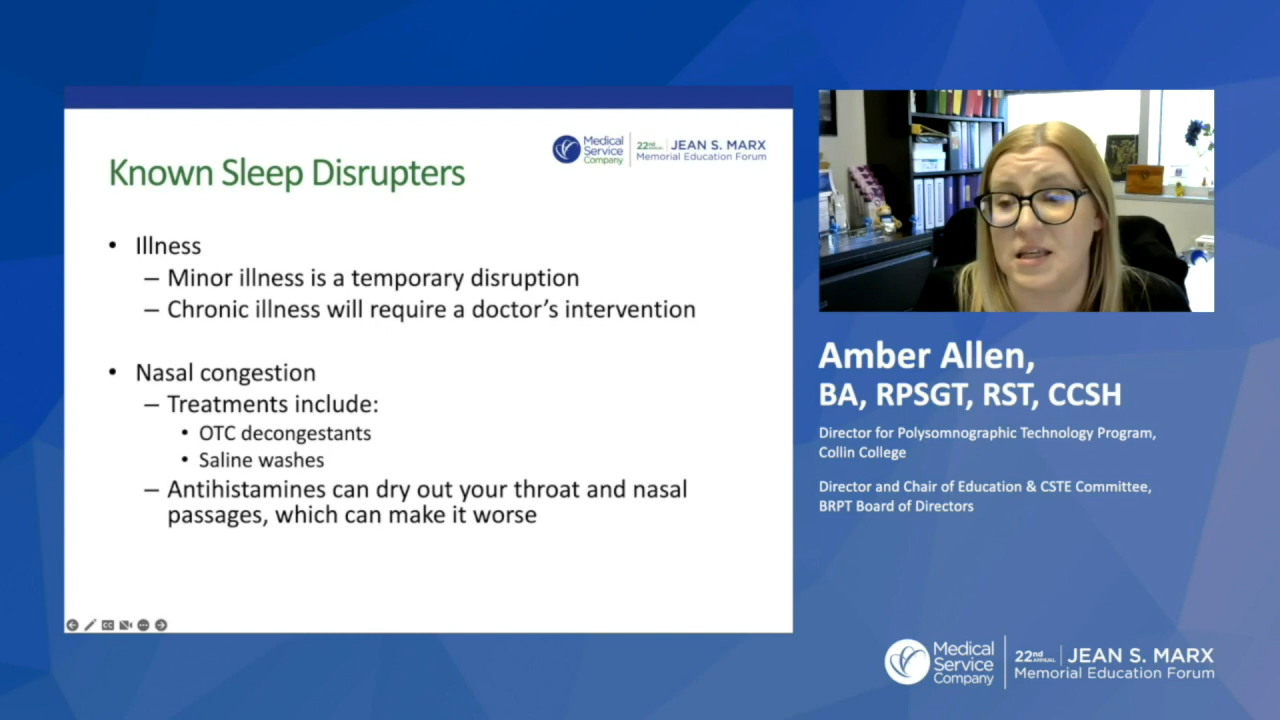 Medical
Service
Company
22nd
ANNUAL
JEAN S. MARX
Memorial Education Forum
Known Sleep Disrupters
• Illness
– Minor illness is a temporary disruption
– Chronic illness will require a doctor's intervention
• Nasal congestion
– Treatments include:
• OTC decongestants
• Saline washes
– Antihistamines can dry out your throat and nasal
passages, which can make it worse
CC
Amber Allen,
BA, RPSGT, RST, CCSH
Director for Polysomnographic Technology Program,
Collin College
Director and Chair of Education & CSTE Committee,
BRPT Board of Directors
Medical
Service
Company
22nd
ANNUAL
JEAN S. MARX
Memorial Education Forum